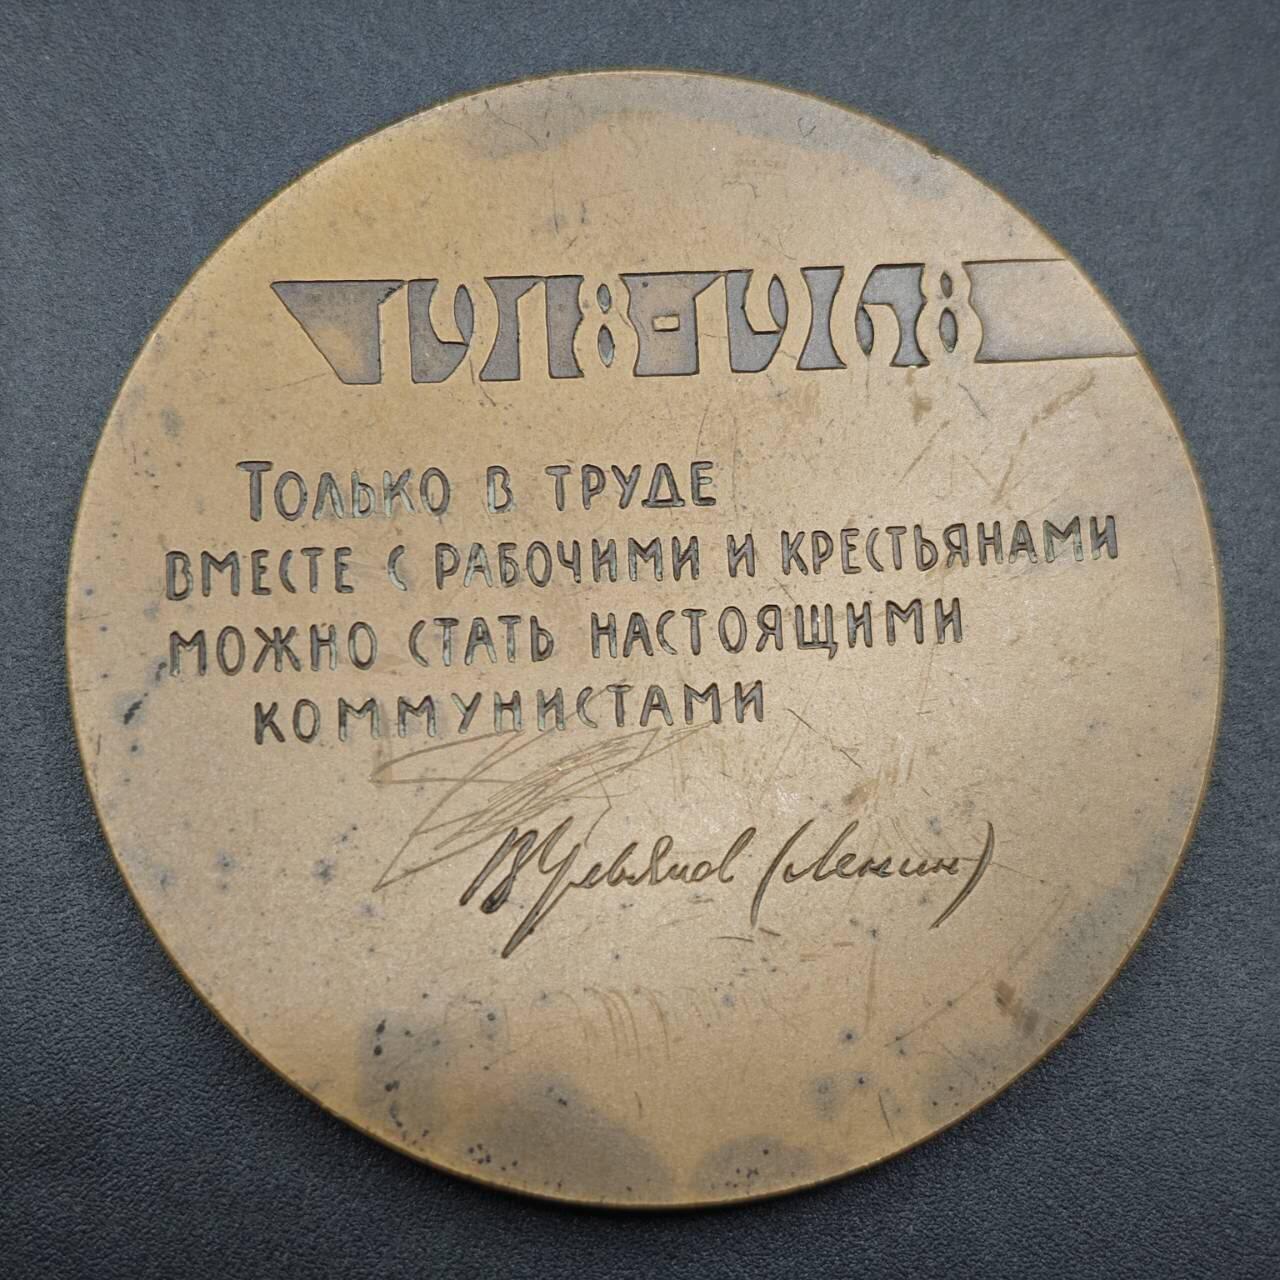 1918-1968
Только в труде
вместе с рабочими и крестьянами
можно стать настоящими
коммунистами
В Ульянов (Ленин)